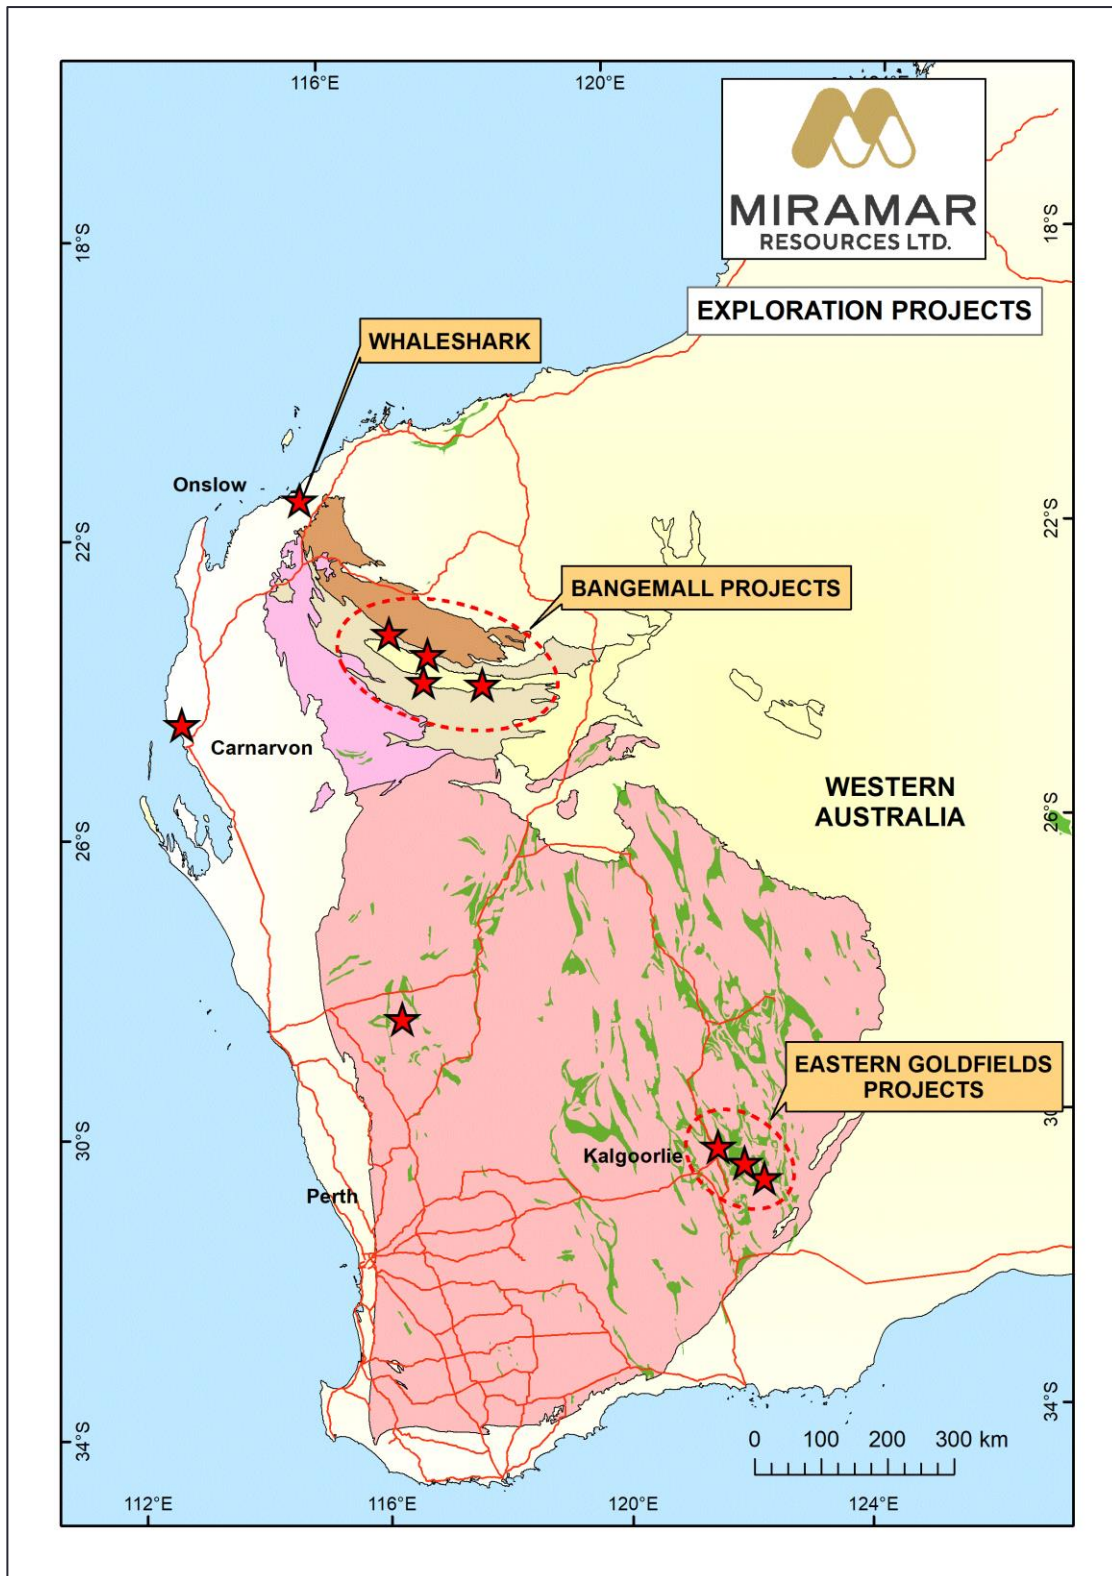 116°E
120°E
MIRAMAR
RESOURCES LTD.
18°S
18°S
EXPLORATION PROJECTS
WHALESHARK
Onslow
22°S
22°S
BANGEMALL PROJECTS
Carnarvon
WESTERN
AUSTRALIA
26°S
26°S
EASTERN GOLDFIELDS
PROJECTS
30°S
Kalgoorlie
Perth
34°S
34°S
0 100 200 300 km
112°E
116°E
120°E
124°E